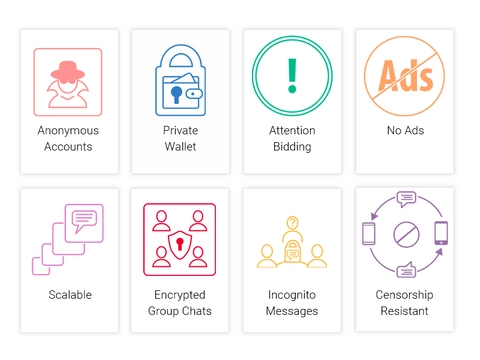 Anonymous
Accounts
Private
Wallet
!
Attention
Bidding
Ads
No Ads
Scalable
Encrypted
Group Chats
?
Incognito
Messages
Censorship
Resistant